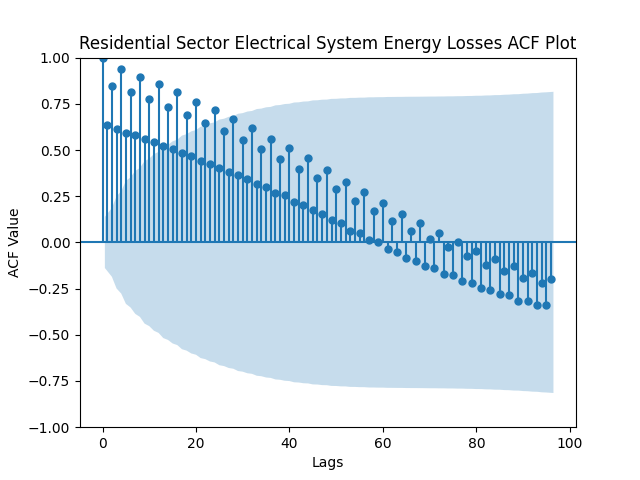 Residential Sector Electrical System Energy Losses ACF Plot
1.00
0.75
0.50
0.25
0.00
−0.25
−0.50
−0.75
−1.00
ACF Value
0 20 40 60 80 100
Lags